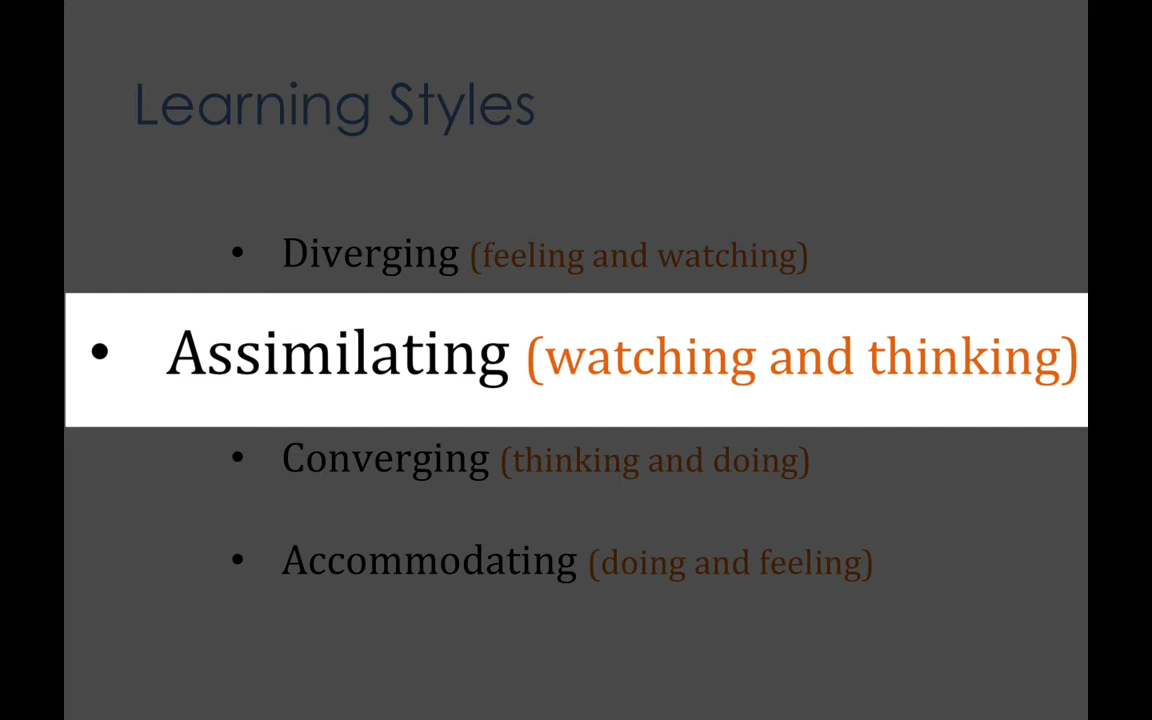 Learning Styles
• Diverging (feeling and watching)
• Assimilating (watching and thinking)
• Converging (thinking and doing)
• Accommodating (doing and feeling)